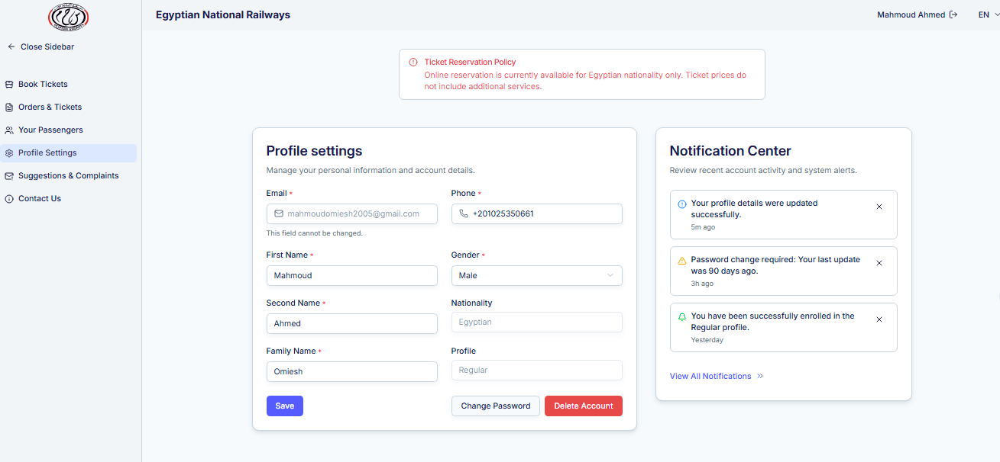 Egyptian National Railways
Mahmoud Ahmed
EN
Close Sidebar
Book Tickets
Orders & Tickets
Your Passengers
Profile Settings
Suggestions & Complaints
Contact Us
Ticket Reservation Policy
Online reservation is currently available for Egyptian nationality only. Ticket prices do
not include additional services.
Profile settings
Manage your personal information and account details.
Email *
mahmoudomiesh2005@gmail.com
This field cannot be changed.
Phone *
+201025350661
First Name *
Mahmoud
Gender *
Male
Second Name *
Ahmed
Nationality
Egyptian
Family Name *
Omiesh
Profile
Regular
Save
Change Password
Delete Account
Notification Center
Review recent account activity and system alerts.
Your profile details were updated
successfully.
5m ago
Password change required: Your last update
was 90 days ago.
3h ago
You have been successfully enrolled in the
Regular profile.
Yesterday
View All Notifications